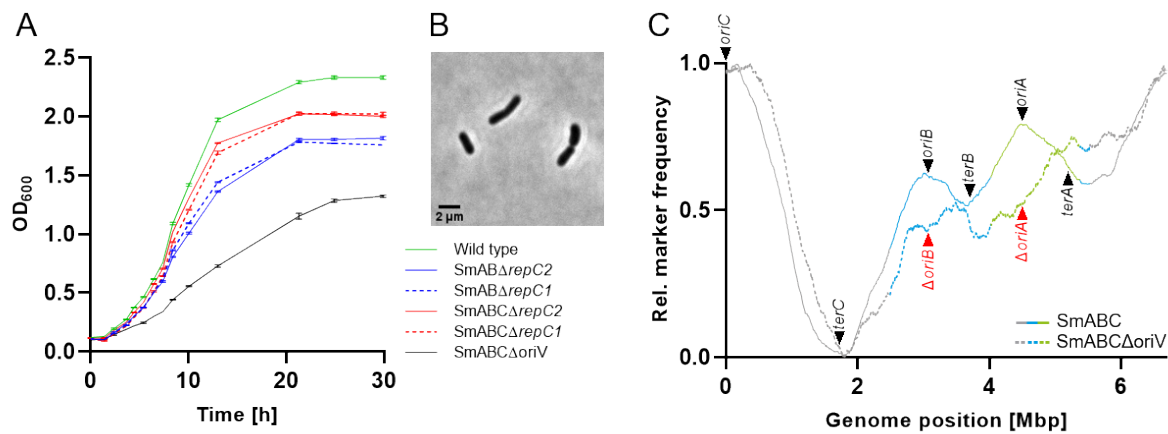 A
OD600
2.5
2.0
1.5
1.0
0.5
0.0
0
10
20
30
Time [h]
B
2 µm
Wild type
SmABΔrepC2
SmABΔrepC1
SmABCΔrepC2
SmABCΔrepC1
SmABCΔoriV
C
Rel. marker frequency
1.0
0.5
0.0
oriC
terC
oriB
ΔoriB
terB
oriA
ΔoriA
terA
SmABC
SmABCΔoriV
0
2
4
6
Genome position [Mbp]